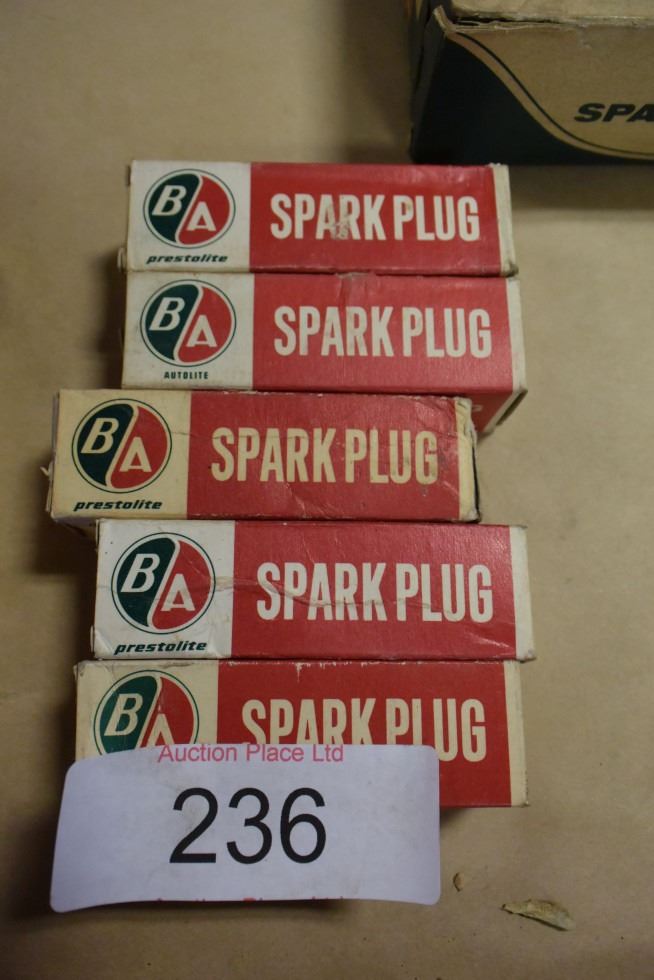 SPA
BA SPARK PLUG
prestolite
BA SPARK PLUG
AUTOLITE
BA SPARK PLUG
prestolite
BA SPARK PLUG
prestolite
BA SPARK PLUG
Auction Place Ltd
236